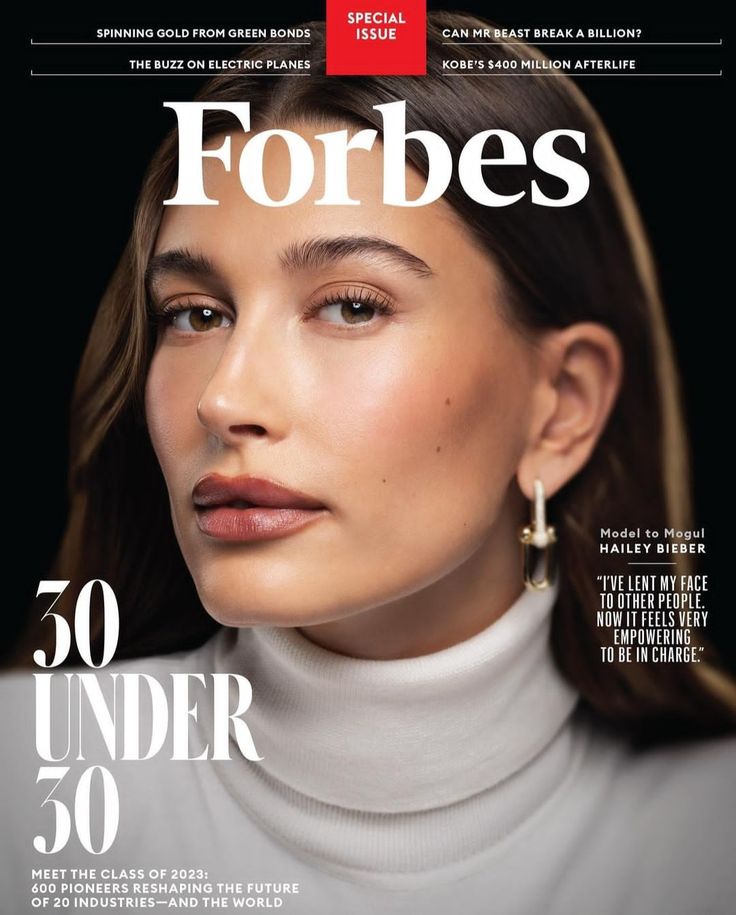 SPINNING GOLD FROM GREEN BONDS
THE BUZZ ON ELECTRIC PLANES
SPECIAL
ISSUE
CAN MR BEAST BREAK A BILLION?
KOBE'S $400 MILLION AFTERLIFE
Forbes
Model to Mogul
HAILEY BIEBER
“I'VE LENT MY FACE
TO OTHER PEOPLE.
NOW IT FEELS VERY
EMPOWERING
TO BE IN CHARGE.”
30
UNDER
30
MEET THE CLASS OF 2023:
600 PIONEERS RESHAPING THE FUTURE
OF 20 INDUSTRIES—AND THE WORLD